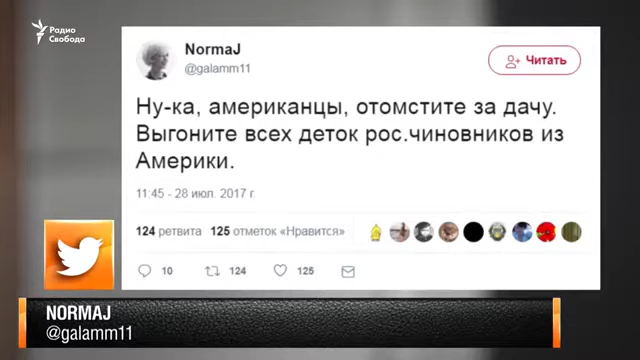 Радио
Свобода
NormaJ
@galamm11
Читать
Ну-ка, американцы, отомстите за дачу.
Выгоните всех деток рос.чиновников из
Америки.
11:45 - 28 июл. 2017 г.
124 ретвита 125 отметок «Нравится»
10 124 125
NORMAJ
@galamm11